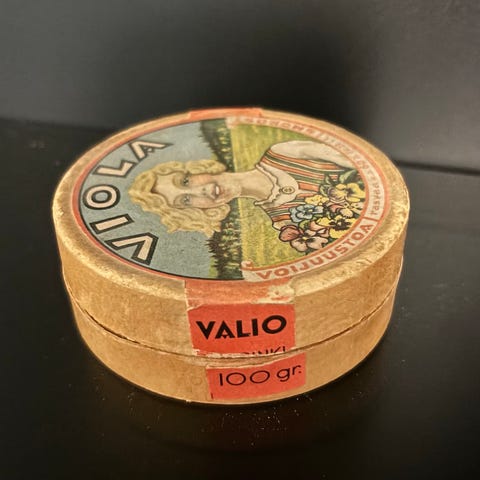 VIOLA
VOIJUUSTOA
VALIO
100 gr.